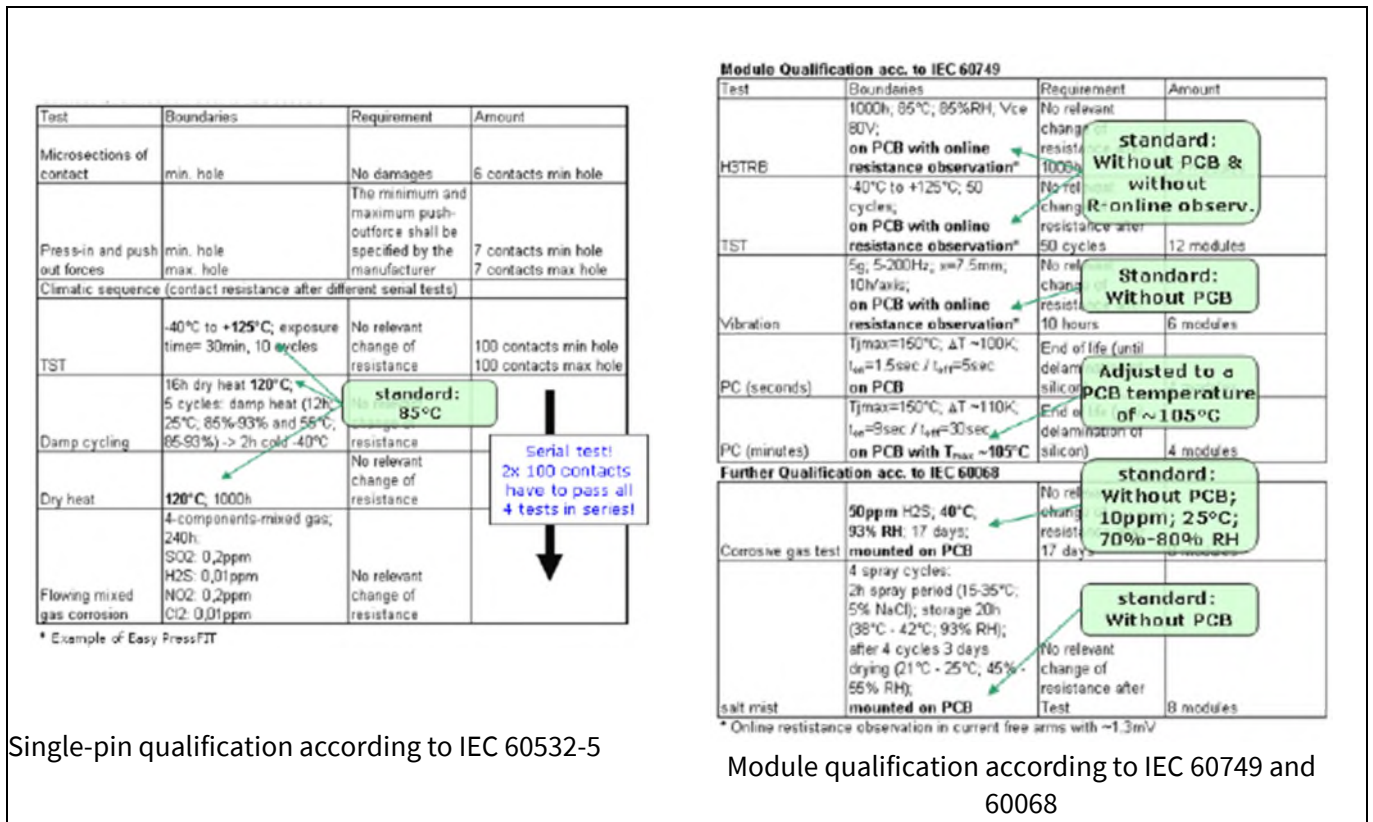 Test Boundaries Requirement Amount
Microsections of
contact min. hole No damages 6 contacts min hole
The minimum and
maximum push-
outforce shall be
Press-in and push min. hole specified by the 7 contacts min hole
out forces max. hole manufacturer 7 contacts max hole
Climatic sequence (contact resistance after different serial tests)
-40°C to +125°C; exposure No relevant
time= 30min, 10 cycles change of 100 contacts min hole
TST resistance 100 contacts max hole
16h dry heat 120°C;
5 cycles: damp heat (12h;
25°C; 85%-93% and 55°C;
Damp cycling 85-93%) -> 2h cold -40°C resistance
standard:
85°C
No relevant
change of
Dry heat 120°C; 1000h resistance
Serial test!
2x 100 contacts
have to pass all
4 tests in series!
4-components-mixed gas;
240h;
SO2: 0,2ppm
H2S: 0,01ppm No relevant
Flowing mixed NO2: 0,2ppm change of
gas corrosion Cl2: 0,01ppm resistance
* Example of Easy PressFIT
Single-pin qualification according to IEC 60532-5
Module Qualification acc. to IEC 60749
Test Boundaries Requirement Amount
1000h; 85°C; 85%RH, Vce No relevant
80V; change of
on PCB with online
H3TRB resistance observation* 1000h
standard:
Without PCB &
without
R-online observ.
-40°C to +125°C; 50
cycles;
on PCB with online resistance after
TST resistance observation* 50 cycles 12 modules
5g; 5-200Hz; x=7.5mm;
10h/axis;
on PCB with online
Vibration resistance observation* 10 hours 6 modules
Standard:
Without PCB
Tjmax=150°C; ΔT ~100K; End of life (until
ton=1.5sec / toff=5sec
PC (seconds) on PCB
Adjusted to a
PCB temperature
of ~105°C
Tjmax=150°C; ΔT ~110K;
ton=9sec / toff=30sec delamination of
PC (minutes) on PCB with Tmax ~105°C silicon) 4 modules
Further Qualification acc. to IEC 60068
50ppm H2S; 40°C;
93% RH; 17 days;
Corrosive gas test mounted on PCB 17 days
standard:
Without PCB;
10ppm; 25°C;
70%-80% RH
4 spray cycles:
2h spray period (15-35°C;
5% NaCl); storage 20h
(38°C - 42°C; 93% RH);
after 4 cycles 3 days No relevant
drying (21°C - 25°C; 45% - change of
55% RH); resistance after
salt mist mounted on PCB Test 8 modules
standard:
Without PCB
* Online restistance observation in current free arms with ~1.3mV
Module qualification according to IEC 60749 and
60068